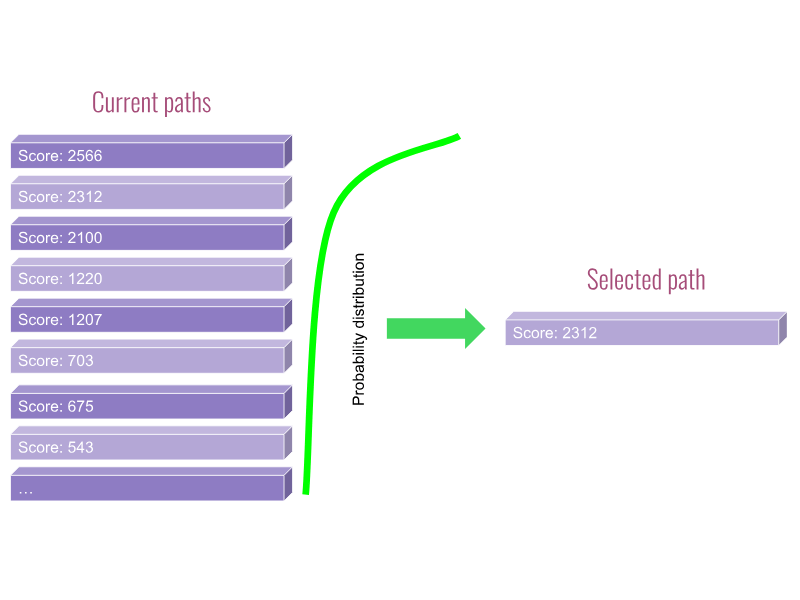 Current paths
Score: 2566
Score: 2312
Score: 2100
Score: 1220
Score: 1207
Score: 703
Score: 675
Score: 543
...
Probability distribution
Selected path
Score: 2312